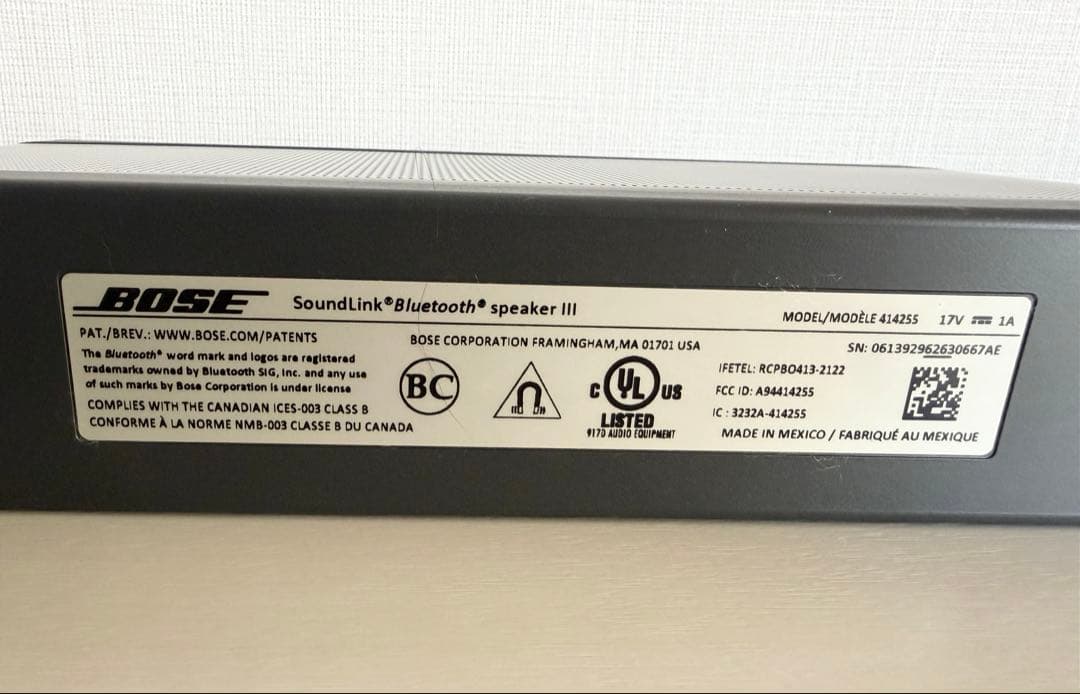 BOSE SoundLink® Bluetooth® speaker III
MODEL/MODÈLE 414255 17V ⎓ 1A
PAT./BREV.: WWW.BOSE.COM/PATENTS
The Bluetooth® word mark and logos are registered
trademarks owned by Bluetooth SIG, Inc. and any use
of such marks by Bose Corporation is under license
COMPLIES WITH THE CANADIAN ICES-003 CLASS B
CONFORME À LA NORME NMB-003 CLASSE B DU CANADA
BOSE CORPORATION FRAMINGHAM,MA 01701 USA
BC
C UL US
LISTED
917D AUDIO EQUIPMENT
SN: 061392962630667AE
IFETEL: RCPBO413-2122
FCC ID: A94414255
IC : 3232A-414255
MADE IN MEXICO / FABRIQUÉ AU MEXIQUE